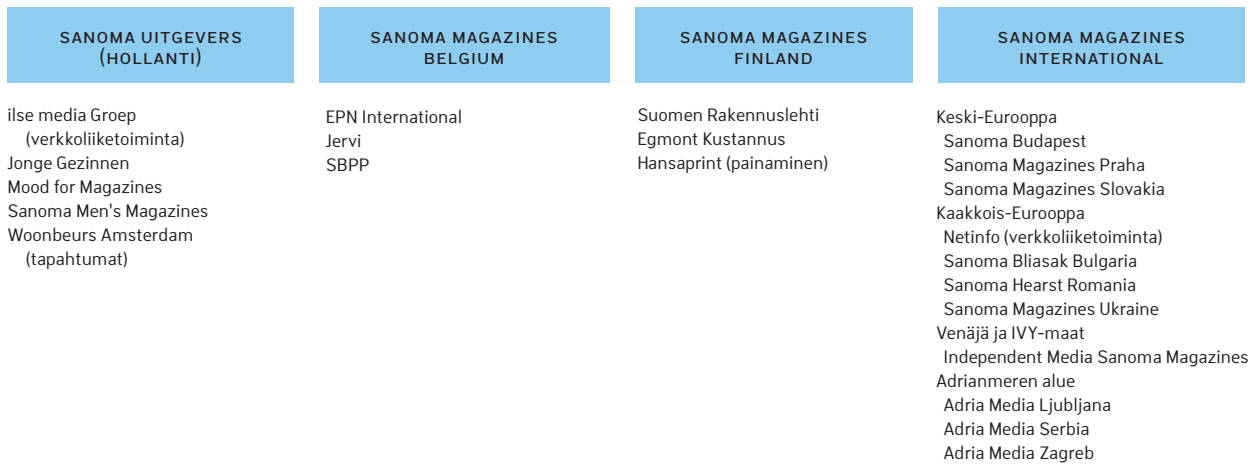 SANOMA UITGEVERS
(HOLLANTI)
ilse media Groep
(verkkoliiketoiminta)
Jonge Gezinnen
Mood for Magazines
Sanoma Men's Magazines
Woonbeurs Amsterdam
(tapahtumat)
SANOMA MAGAZINES
BELGIUM
EPN International
Jervi
SBPP
SANOMA MAGAZINES
FINLAND
Suomen Rakennuslehti
Egmont Kustannus
Hansaprint (painaminen)
SANOMA MAGAZINES
INTERNATIONAL
Keski-Eurooppa
Sanoma Budapest
Sanoma Magazines Praha
Sanoma Magazines Slovakia
Kaakkois-Eurooppa
Netinfo (verkkoliiketoiminta)
Sanoma Bliasak Bulgaria
Sanoma Hearst Romania
Sanoma Magazines Ukraine
Venäjä ja IVY-maat
Independent Media Sanoma Magazines
Adrianmeren alue
Adria Media Ljubljana
Adria Media Serbia
Adria Media Zagreb